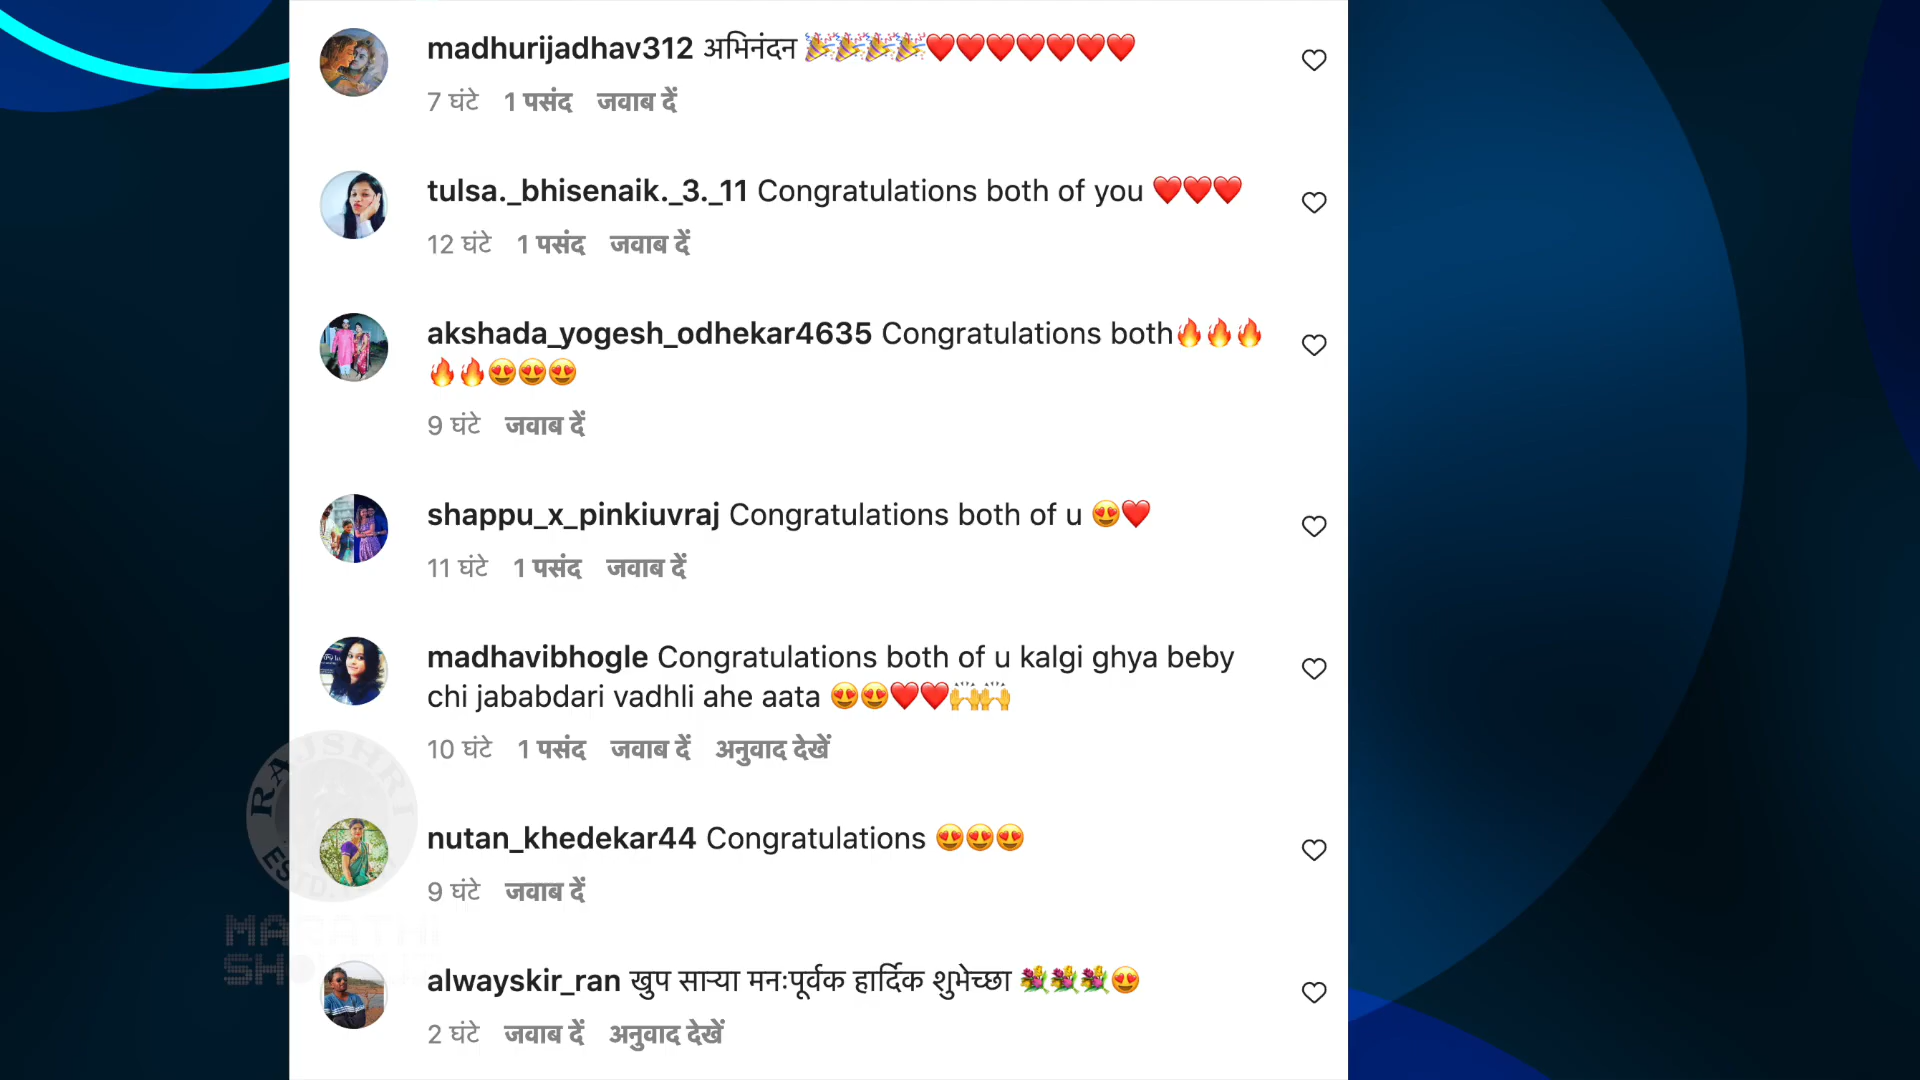 madhurijadhav312 अभिनंदन 🎉🎉🎉🎉❤️❤️❤️❤️❤️❤️❤️
7 घंटे 1 पसंद जवाब दें
tulsa._bhisenaik._3._11 Congratulations both of you ❤️❤️❤️
12 घंटे 1 पसंद जवाब दें
akshada_yogesh_odhekar4635 Congratulations both🔥🔥🔥
🔥🔥😍😍😍
9 घंटे जवाब दें
shappu_x_pinkiuvraj Congratulations both of u 😍❤️
11 घंटे 1 पसंद जवाब दें
madhavibhogle Congratulations both of u kalgi ghya beby
chi jababdari vadhli ahe aata 😍😍❤️❤️🙌🙌
10 घंटे 1 पसंद जवाब दें अनुवाद देखें
RAJSHRI
ESTD.
nutan_khedekar44 Congratulations 😍😍😍
9 घंटे जवाब दें
MARATHI
alwayskir_ran खुप साऱ्या मनःपूर्वक हार्दिक शुभेच्छा 💐💐💐😍
2 घंटे जवाब दें अनुवाद देखें